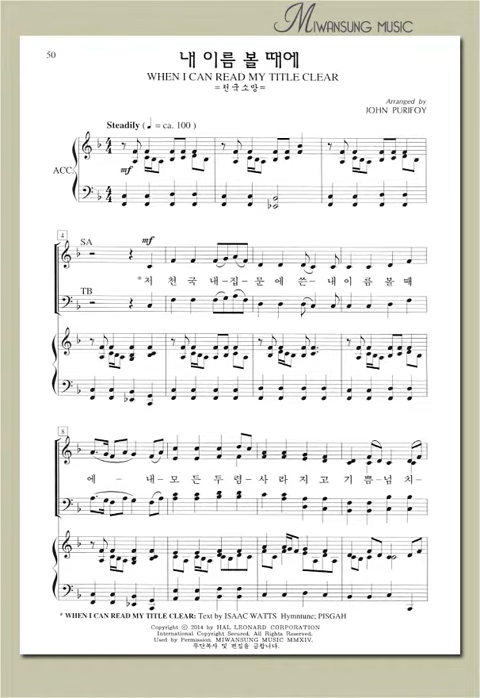 MIWANSUNG MUSIC
50
내 이름 볼 때에
WHEN I CAN READ MY TITLE CLEAR
=천국소망=
Arranged by
JOHN PURIFOY
Steadily (♩ = ca. 100 )
ACC.
mf
4
SA
mf
*저 천 국 내-집- 문 에 쓴- 내 이 름 볼 때
TB
8
에- 내- 모 든 두 렴- 사 라 지 고 기 쁨-넘 치-
* WHEN I CAN READ MY TITLE CLEAR: Text by ISAAC WATTS Hymntune; PISGAH
Copyright © 2014 by HAL LEONARD CORPORATION
International Copyright Secured. All Rights Reserved.
Used by Permission. MIWANSUNG MUSIC MMXIV.
무단복사 및 편집을 금합니다.